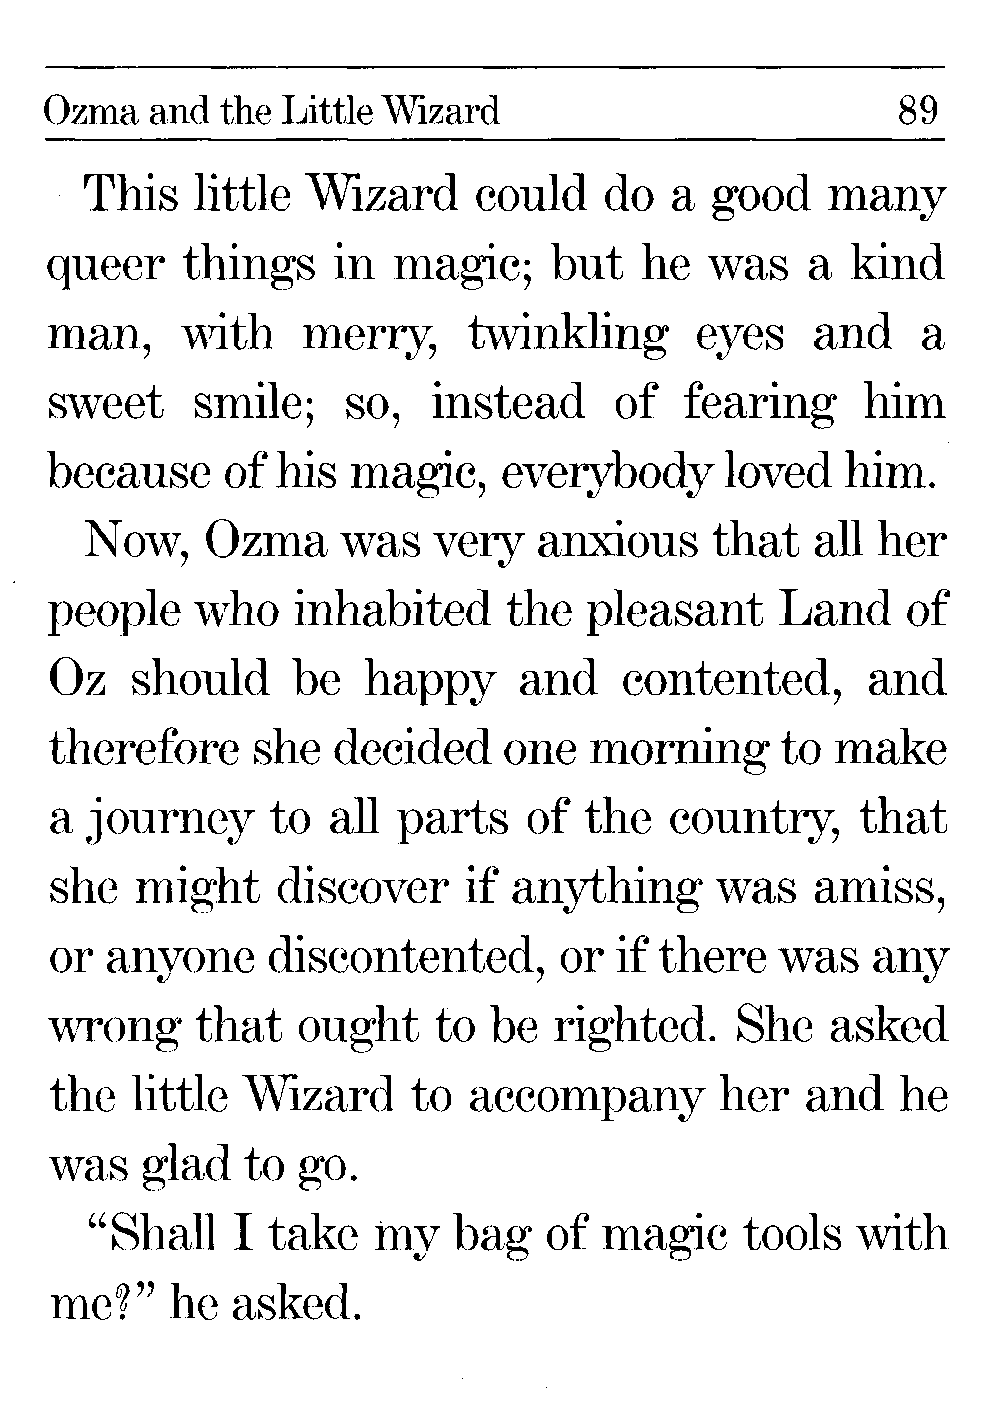 Ozma and the Little Wizard 89
This little Wizard could do a good many
queer things in magic; but he was a kind
man, with merry, twinkling eyes and a
sweet smile; so, instead of fearing him
because of his magic, everybody loved him.
Now, Ozma was very anxious that all her
people who inhabited the pleasant Land of
Oz should be happy and contented, and
therefore she decided one morning to make
a journey to all parts of the country, that
she might discover if anything was amiss,
or anyone discontented, or if there was any
wrong that ought to be righted. She asked
the little Wizard to accompany her and he
was glad to go.
“Shall I take my bag of magic tools with
me?” he asked.